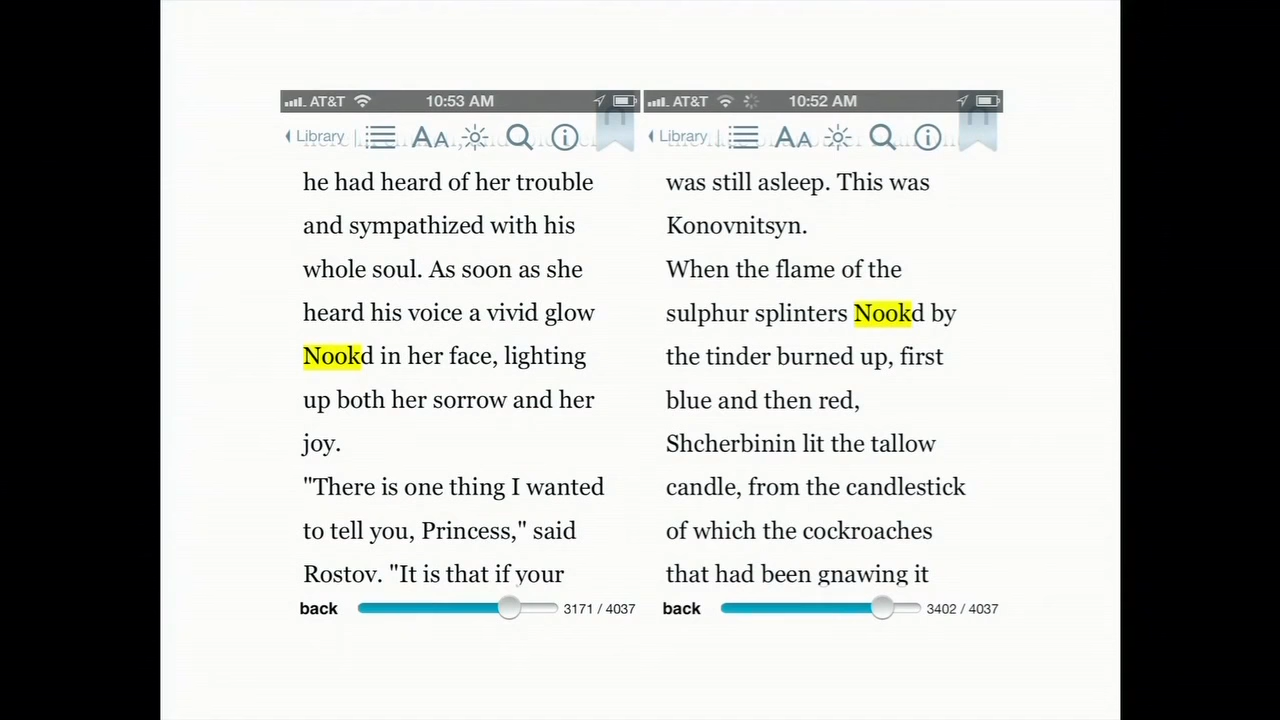 AT&T 10:53 AM
Library
he had heard of her trouble
and sympathized with his
whole soul. As soon as she
heard his voice a vivid glow
Nookd in her face, lighting
up both her sorrow and her
joy.
"There is one thing I wanted
to tell you, Princess," said
Rostov. "It is that if your
back 3171 / 4037
AT&T 10:52 AM
Library
was still asleep. This was
Konovnitsyn.
When the flame of the
sulphur splinters Nookd by
the tinder burned up, first
blue and then red,
Shcherbinin lit the tallow
candle, from the candlestick
of which the cockroaches
that had been gnawing it
back 3402 / 4037